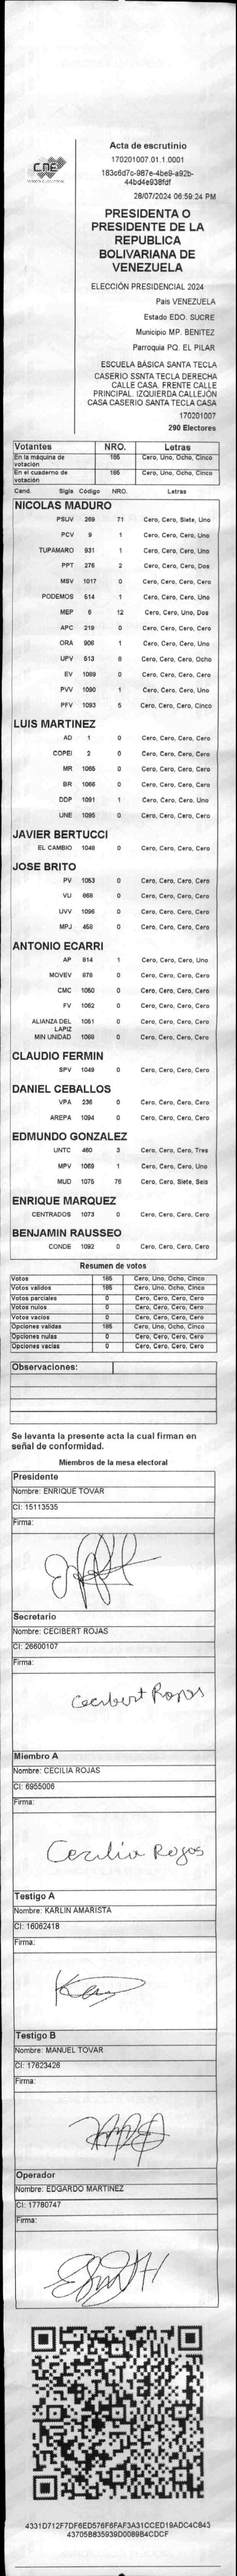 CNE
Acta de escrutinio
170201007.01.1.0001
183c6d7c-987e-4be9-a92b-
44bd4e938fdf
28/07/2024 06:59:24 PM
PRESIDENTA O
PRESIDENTE DE LA
REPUBLICA
BOLIVARIANA DE
VENEZUELA
ELECCIÓN PRESIDENCIAL 2024
Pais VENEZUELA
Estado EDO. SUCRE
Municipio MP. BENITEZ
Parroquia PQ. EL PILAR
ESCUELA BÁSICA SANTA TECLA
CASERIO SSNTA TECLA DERECHA
CALLE CASA. FRENTE CALLE
PRINCIPAL. IZQUIERDA CALLEJÓN
CASA CASERIO SANTA TECLA CASA
170201007
290 Electores
Votantes NRO. Letras
En la máquina de votación 185 Cero, Uno, Ocho, Cinco
En el cuaderno de votación 185 Cero, Uno, Ocho, Cinco
Cand. Sigla Código NRO. Letras
NICOLAS MADURO
PSUV 269 71 Cero, Cero, Siete, Uno
PCV 9 1 Cero, Cero, Cero, Uno
TUPAMARO 931 1 Cero, Cero, Cero, Uno
PPT 276 2 Cero, Cero, Cero, Dos
MSV 1017 0 Cero, Cero, Cero, Cero
PODEMOS 514 1 Cero, Cero, Cero, Uno
MEP 6 12 Cero, Cero, Uno, Dos
APC 219 0 Cero, Cero, Cero, Cero
ORA 906 1 Cero, Cero, Cero, Uno
UPV 513 8 Cero, Cero, Cero, Ocho
EV 1089 0 Cero, Cero, Cero, Cero
PVV 1090 1 Cero, Cero, Cero, Uno
PFV 1093 5 Cero, Cero, Cero, Cinco
LUIS MARTINEZ
AD 1 0 Cero, Cero, Cero, Cero
COPEI 2 0 Cero, Cero, Cero, Cero
MR 1065 0 Cero, Cero, Cero, Cero
BR 1066 0 Cero, Cero, Cero, Cero
DDP 1091 1 Cero, Cero, Cero, Uno
UNE 1095 0 Cero, Cero, Cero, Cero
JAVIER BERTUCCI
EL CAMBIO 1048 0 Cero, Cero, Cero, Cero
JOSE BRITO
PV 1053 0 Cero, Cero, Cero, Cero
VU 868 0 Cero, Cero, Cero, Cero
UVV 1096 0 Cero, Cero, Cero, Cero
MPJ 458 0 Cero, Cero, Cero, Cero
ANTONIO ECARRI
AP 814 1 Cero, Cero, Cero, Uno
MOVEV 878 0 Cero, Cero, Cero, Cero
CMC 1050 0 Cero, Cero, Cero, Cero
FV 1062 0 Cero, Cero, Cero, Cero
ALIANZA DEL LAPIZ 1051 0 Cero, Cero, Cero, Cero
MIN UNIDAD 1068 0 Cero, Cero, Cero, Cero
CLAUDIO FERMIN
SPV 1049 0 Cero, Cero, Cero, Cero
DANIEL CEBALLOS
VPA 236 0 Cero, Cero, Cero, Cero
AREPA 1094 0 Cero, Cero, Cero, Cero
EDMUNDO GONZALEZ
UNTC 460 3 Cero, Cero, Cero, Tres
MPV 1069 1 Cero, Cero, Cero, Uno
MUD 1075 76 Cero, Cero, Siete, Seis
ENRIQUE MARQUEZ
CENTRADOS 1073 0 Cero, Cero, Cero, Cero
BENJAMIN RAUSSEO
CONDE 1092 0 Cero, Cero, Cero, Cero
Resumen de votos
Votos 185 Cero, Uno, Ocho, Cinco
Votos validos 185 Cero, Uno, Ocho, Cinco
Votos parciales 0 Cero, Cero, Cero, Cero
Votos nulos 0 Cero, Cero, Cero, Cero
Votos vacios 0 Cero, Cero, Cero, Cero
Opciones validas 185 Cero, Uno, Ocho, Cinco
Opciones nulas 0 Cero, Cero, Cero, Cero
Opciones vacias 0 Cero, Cero, Cero, Cero
Observaciones:
Se levanta la presente acta la cual firman en
señal de conformidad.
Miembros de la mesa electoral
Presidente
Nombre: ENRIQUE TOVAR
CI: 15113535
Firma:
Secretario
Nombre: CECIBERT ROJAS
CI: 26600107
Firma:
Cecibert Rojas
Miembro A
Nombre: CECILIA ROJAS
CI: 6955006
Firma:
Cecilia Rojas
Testigo A
Nombre: KARLIN AMARISTA
CI: 16062418
Firma:
Testigo B
Nombre: MANUEL TOVAR
CI: 17623426
Firma:
Operador
Nombre: EDGARDO MARTINEZ
CI: 17780747
Firma:
4331D712F7DF6ED576F6FAF3A31CCED19ADC4C843
43705B835939D0089B4CDCF